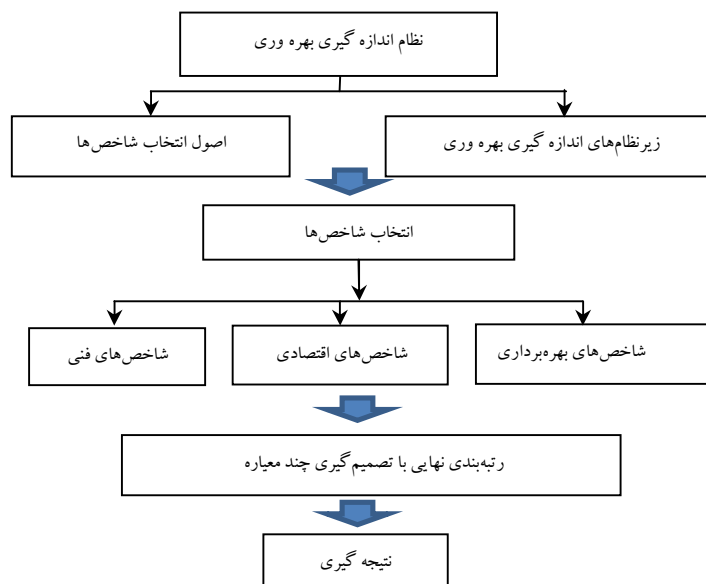 نظام اندازه گیری بهره وری
زیرنظام‌های اندازه گیری بهره وری
اصول انتخاب شاخص‌ها
انتخاب شاخص‌ها
شاخص‌های بهره‌برداری
شاخص‌های اقتصادی
شاخص‌های فنی
رتبه‌بندی نهایی با تصمیم‌گیری چند معیاره
نتیجه گیری